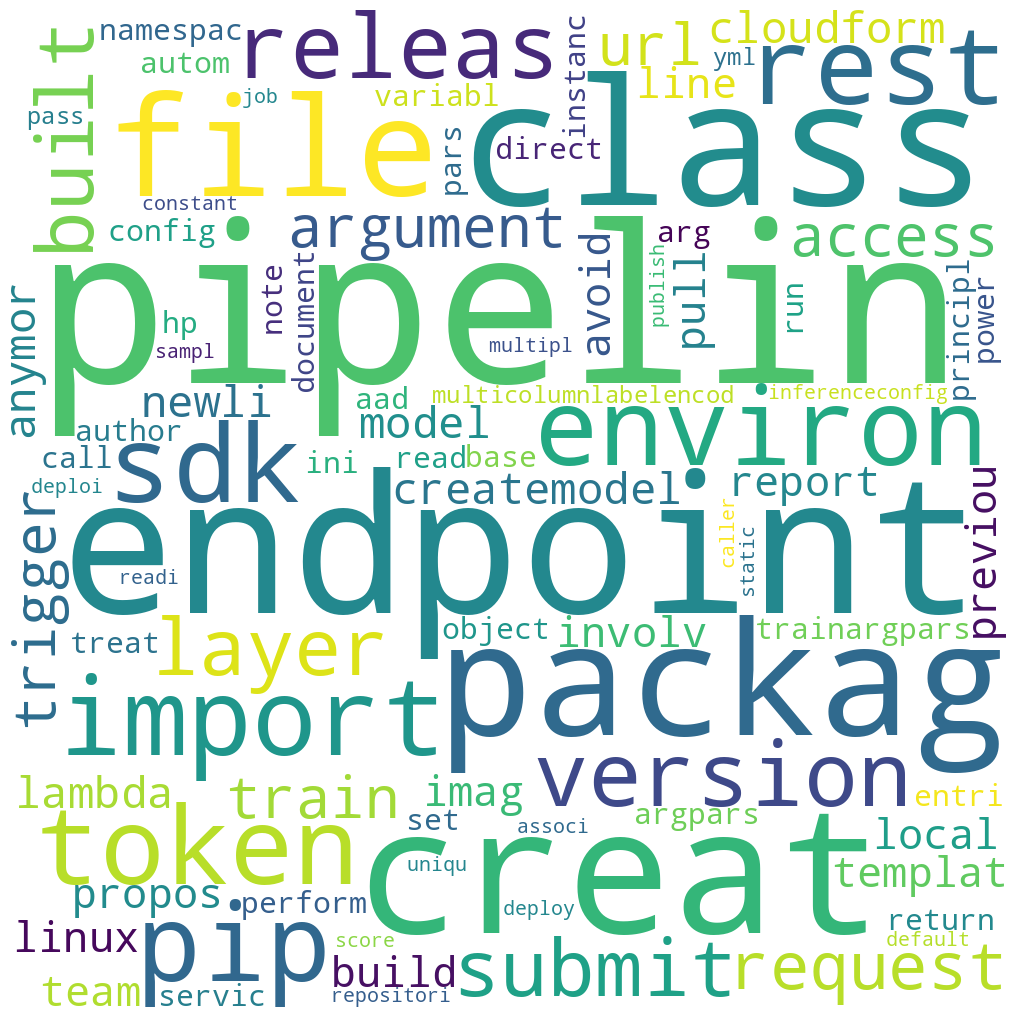 namespac
releas
url
cloudform
autom
built
job
variabl
instanc
yml
line
rest
pass
file
pars
direct
class
constant
config
argument
avoid
arg
access
pipelin
note
document
publish
pull
run
principl
power
anymor
hp
sampl
multipl
newli
aad
multicolumnlabelencod
inferenceconfig
author
model
environ
call
sdk
ini
read
base
deploi
createmodel
report
previou
trigger
endpoint
readi
caller
static
treat
layer
object
involv
trainargpars
import
packag
version
lambda
train
imag
entri
token
set
associ
argpars
local
creat
uniqu
templat
propos
perform
deploy
return
linux
pip
score
default
build
submit
request
team
servic
repositori